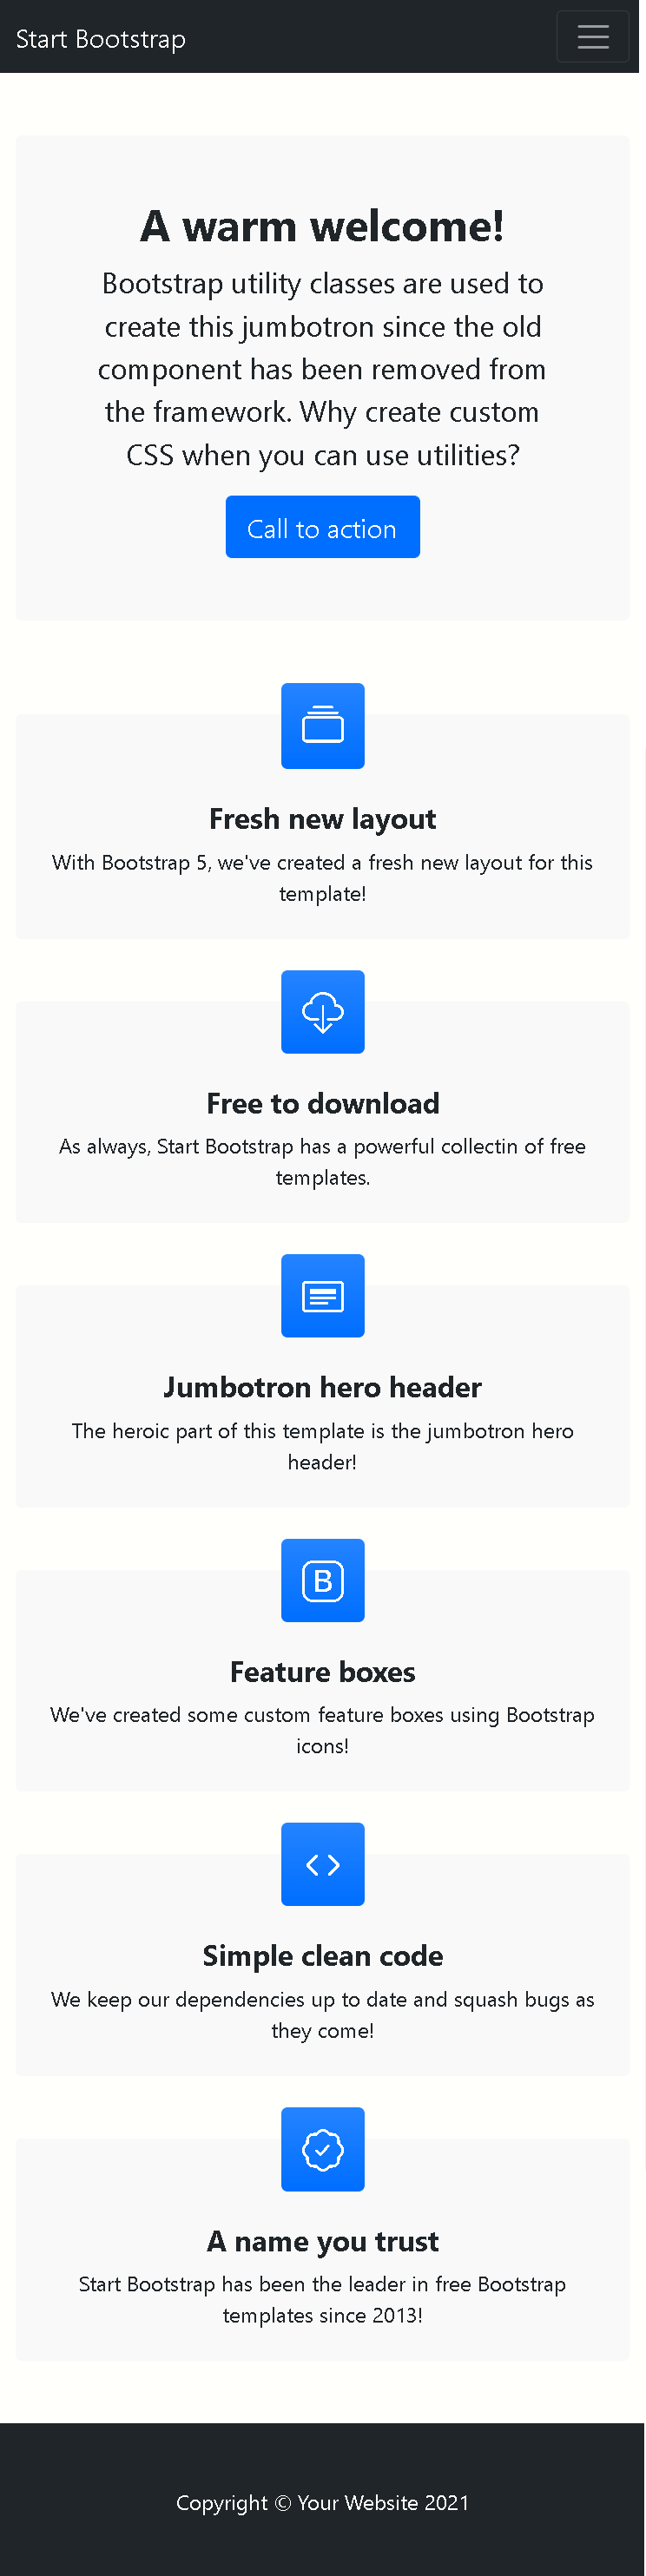 Start Bootstrap
A warm welcome!
Bootstrap utility classes are used to
create this jumbotron since the old
component has been removed from
the framework. Why create custom
CSS when you can use utilities?
Call to action
Fresh new layout
With Bootstrap 5, we've created a fresh new layout for this
template!
Free to download
As always, Start Bootstrap has a powerful collectin of free
templates.
Jumbotron hero header
The heroic part of this template is the jumbotron hero
header!
B
Feature boxes
We've created some custom feature boxes using Bootstrap
icons!
Simple clean code
We keep our dependencies up to date and squash bugs as
they come!
A name you trust
Start Bootstrap has been the leader in free Bootstrap
templates since 2013!
Copyright © Your Website 2021